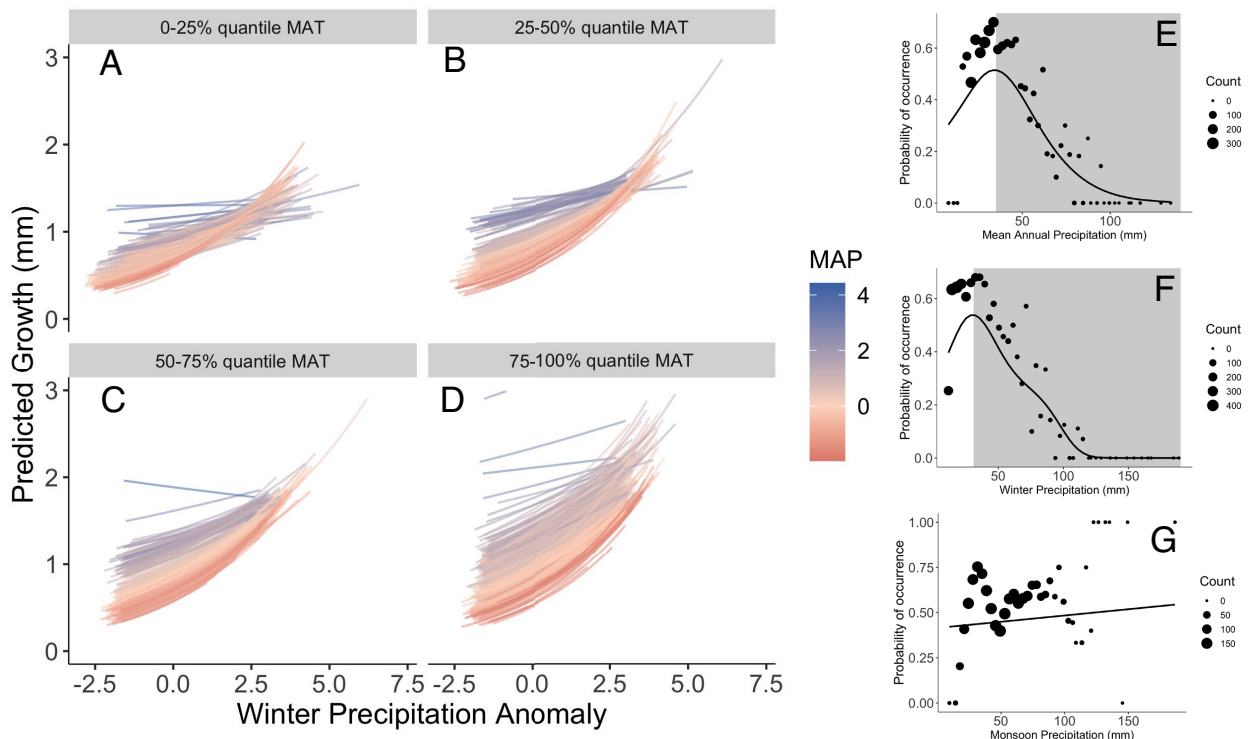 0-25% quantile MAT
25-50% quantile MAT
A
B
3
2
1
0
50-75% quantile MAT
75-100% quantile MAT
C
D
3
2
1
0
-2.5
0.0
2.5
5.0
7.5
-2.5
0.0
2.5
5.0
7.5
Predicted Growth (mm)
Winter Precipitation Anomaly
MAP
4
2
0
E
0.6
0.4
0.2
0.0
50
100
Probability of occurrence
Mean Annual Precipitation (mm)
Count
0
100
200
300
F
0.6
0.4
0.2
0.0
50
100
150
Probability of occurrence
Winter Precipitation (mm)
Count
0
100
200
300
400
G
1.00
0.75
0.50
0.25
0.00
50
100
150
Probability of occurrence
Monsoon Precipitation (mm)
Count
0
50
100
150